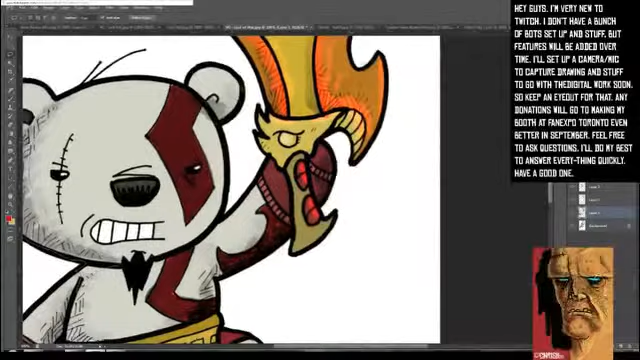 HEY GUYS. I'M VERY NEW TO
TWITCH. I DON'T HAVE A BUNCH
OF BOTS SET UP AND STUFF, BUT
FEATURES WILL BE ADDED OVER
TIME. I'LL SET UP A CAMERA/MIC
TO CAPTURE DRAWING AND STUFF
TO GO WITH THEDIGITAL WORK SOON,
SO KEEP AN EYEOUT FOR THAT. ANY
DONATIONS WILL GO TO MAKING MY
BOOTH AT FANEXPO TORONTO EVEN
BETTER IN SEPTEMBER. FEEL FREE
TO ASK QUESTIONS, I'LL DO MY BEST
TO ANSWER EVERY-THING QUICKLY.
HAVE A GOOD ONE.